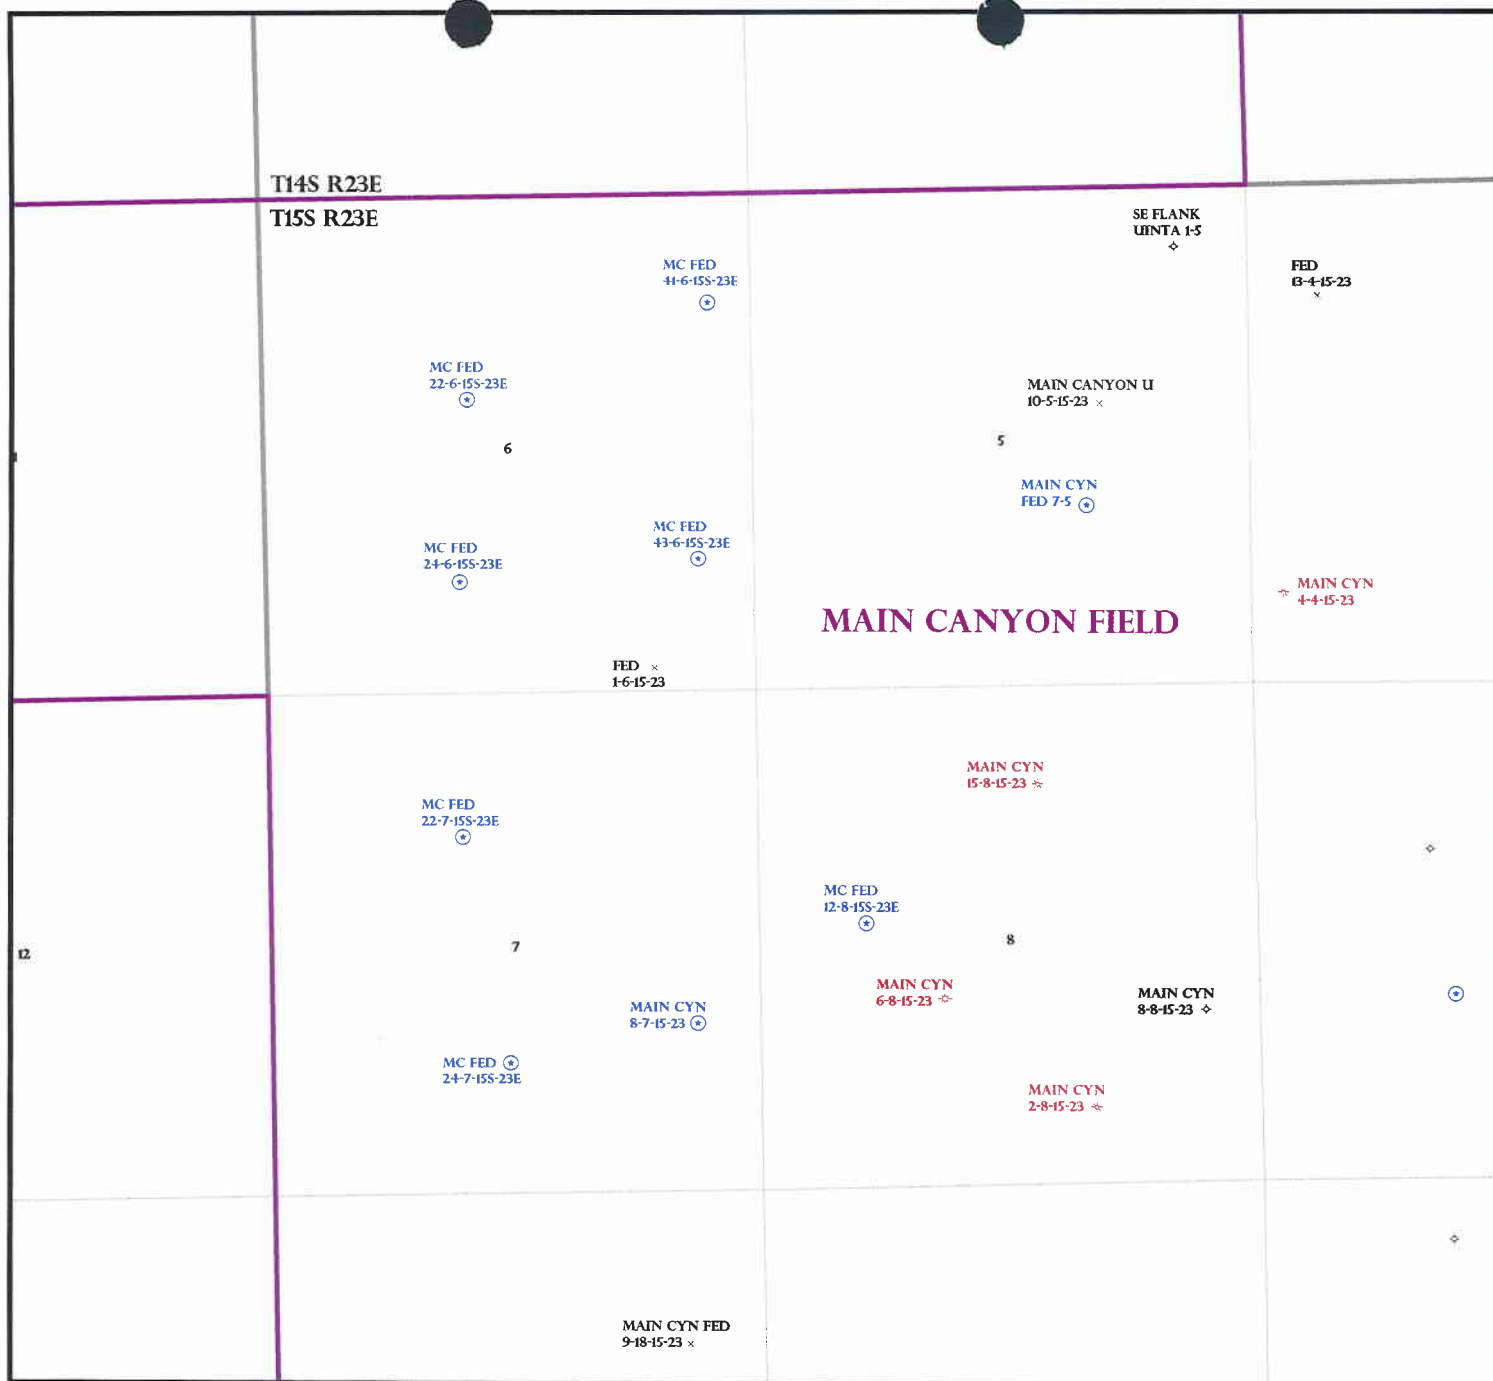 T14S R23E
T15S R23E
SE FLANK
UINTA 1-5
MC FED
41-6-15S-23E
FED
13-4-15-23
MC FED
22-6-15S-23E
MAIN CANYON U
10-5-15-23
6
5
MAIN CYN
FED 7-5
MC FED
43-6-15S-23E
MC FED
24-6-15S-23E
MAIN CYN
4-4-15-23
MAIN CANYON FIELD
FED
1-6-15-23
MAIN CYN
15-8-15-23
MC FED
22-7-15S-23E
MC FED
12-8-15S-23E
12
7
8
MAIN CYN
6-8-15-23
MAIN CYN
8-8-15-23
MAIN CYN
8-7-15-23
MC FED
24-7-15S-23E
MAIN CYN
2-8-15-23
MAIN CYN FED
9-18-15-23